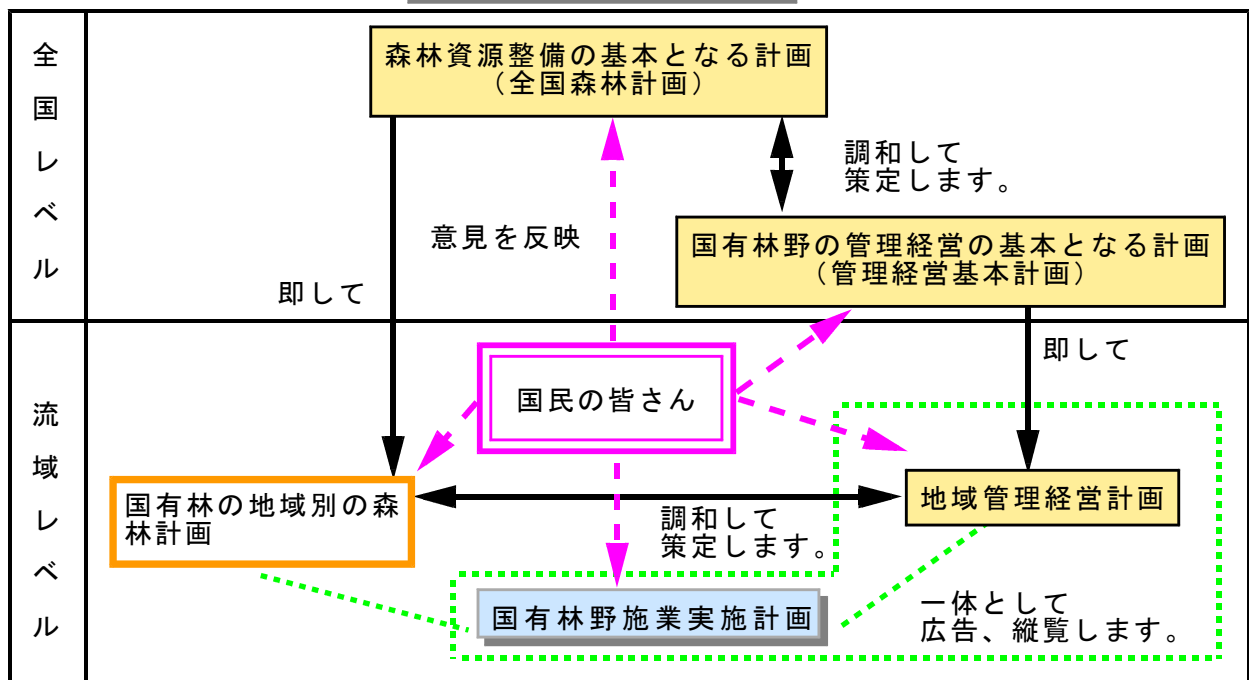 全国レベル
森林資源整備の基本となる計画
（全国森林計画）
調和して
策定します。
意見を反映
国有林野の管理経営の基本となる計画
（管理経営基本計画）
即して
即して
流域レベル
国民の皆さん
国有林の地域別の森
林計画
地域管理経営計画
調和して
策定します。
国有林野施業実施計画
一体として
広告、縦覧します。